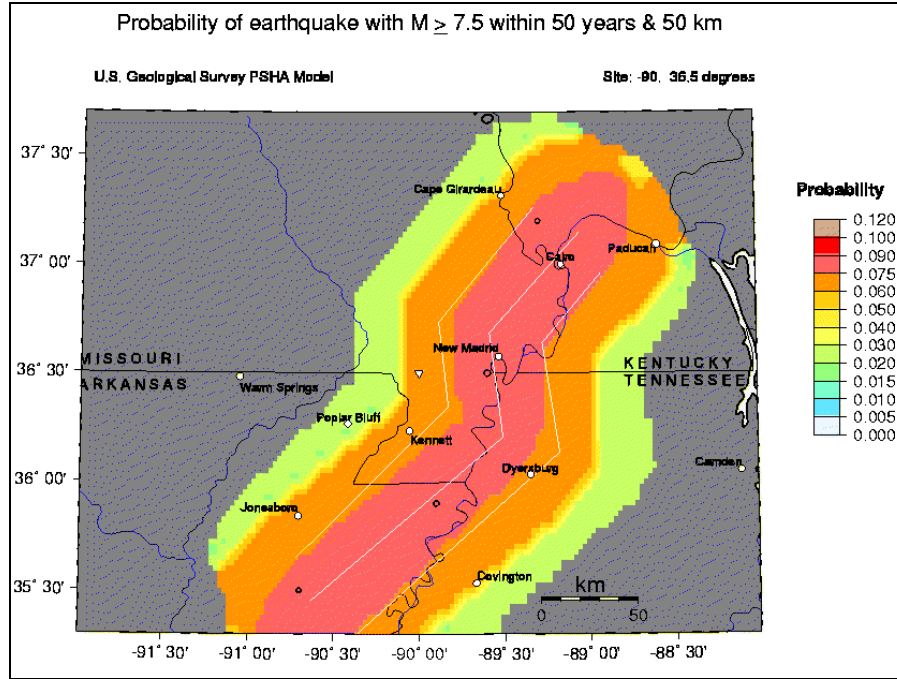 Probability of earthquake with M ≥ 7.5 within 50 years & 50 km
U.S. Geological Survey PSHA Model
Site: -90, 36.5 degrees
37° 30'
37° 00'
36° 30'
36° 00'
35° 30'
Cape Girardeau
Paducah
Cairo
New Madrid
MISSOURI
ARKANSAS
KENTUCKY
TENNESSEE
Warm Springs
Poplar Bluff
Kennett
Dyersburg
Camden
Jonesboro
Covington
km
0 50
-91° 30'
-91° 00'
-90° 30'
-90° 00'
-89° 30'
-89° 00'
-88° 30'
Probability
0.120
0.100
0.090
0.075
0.060
0.050
0.040
0.030
0.020
0.015
0.010
0.005
0.000